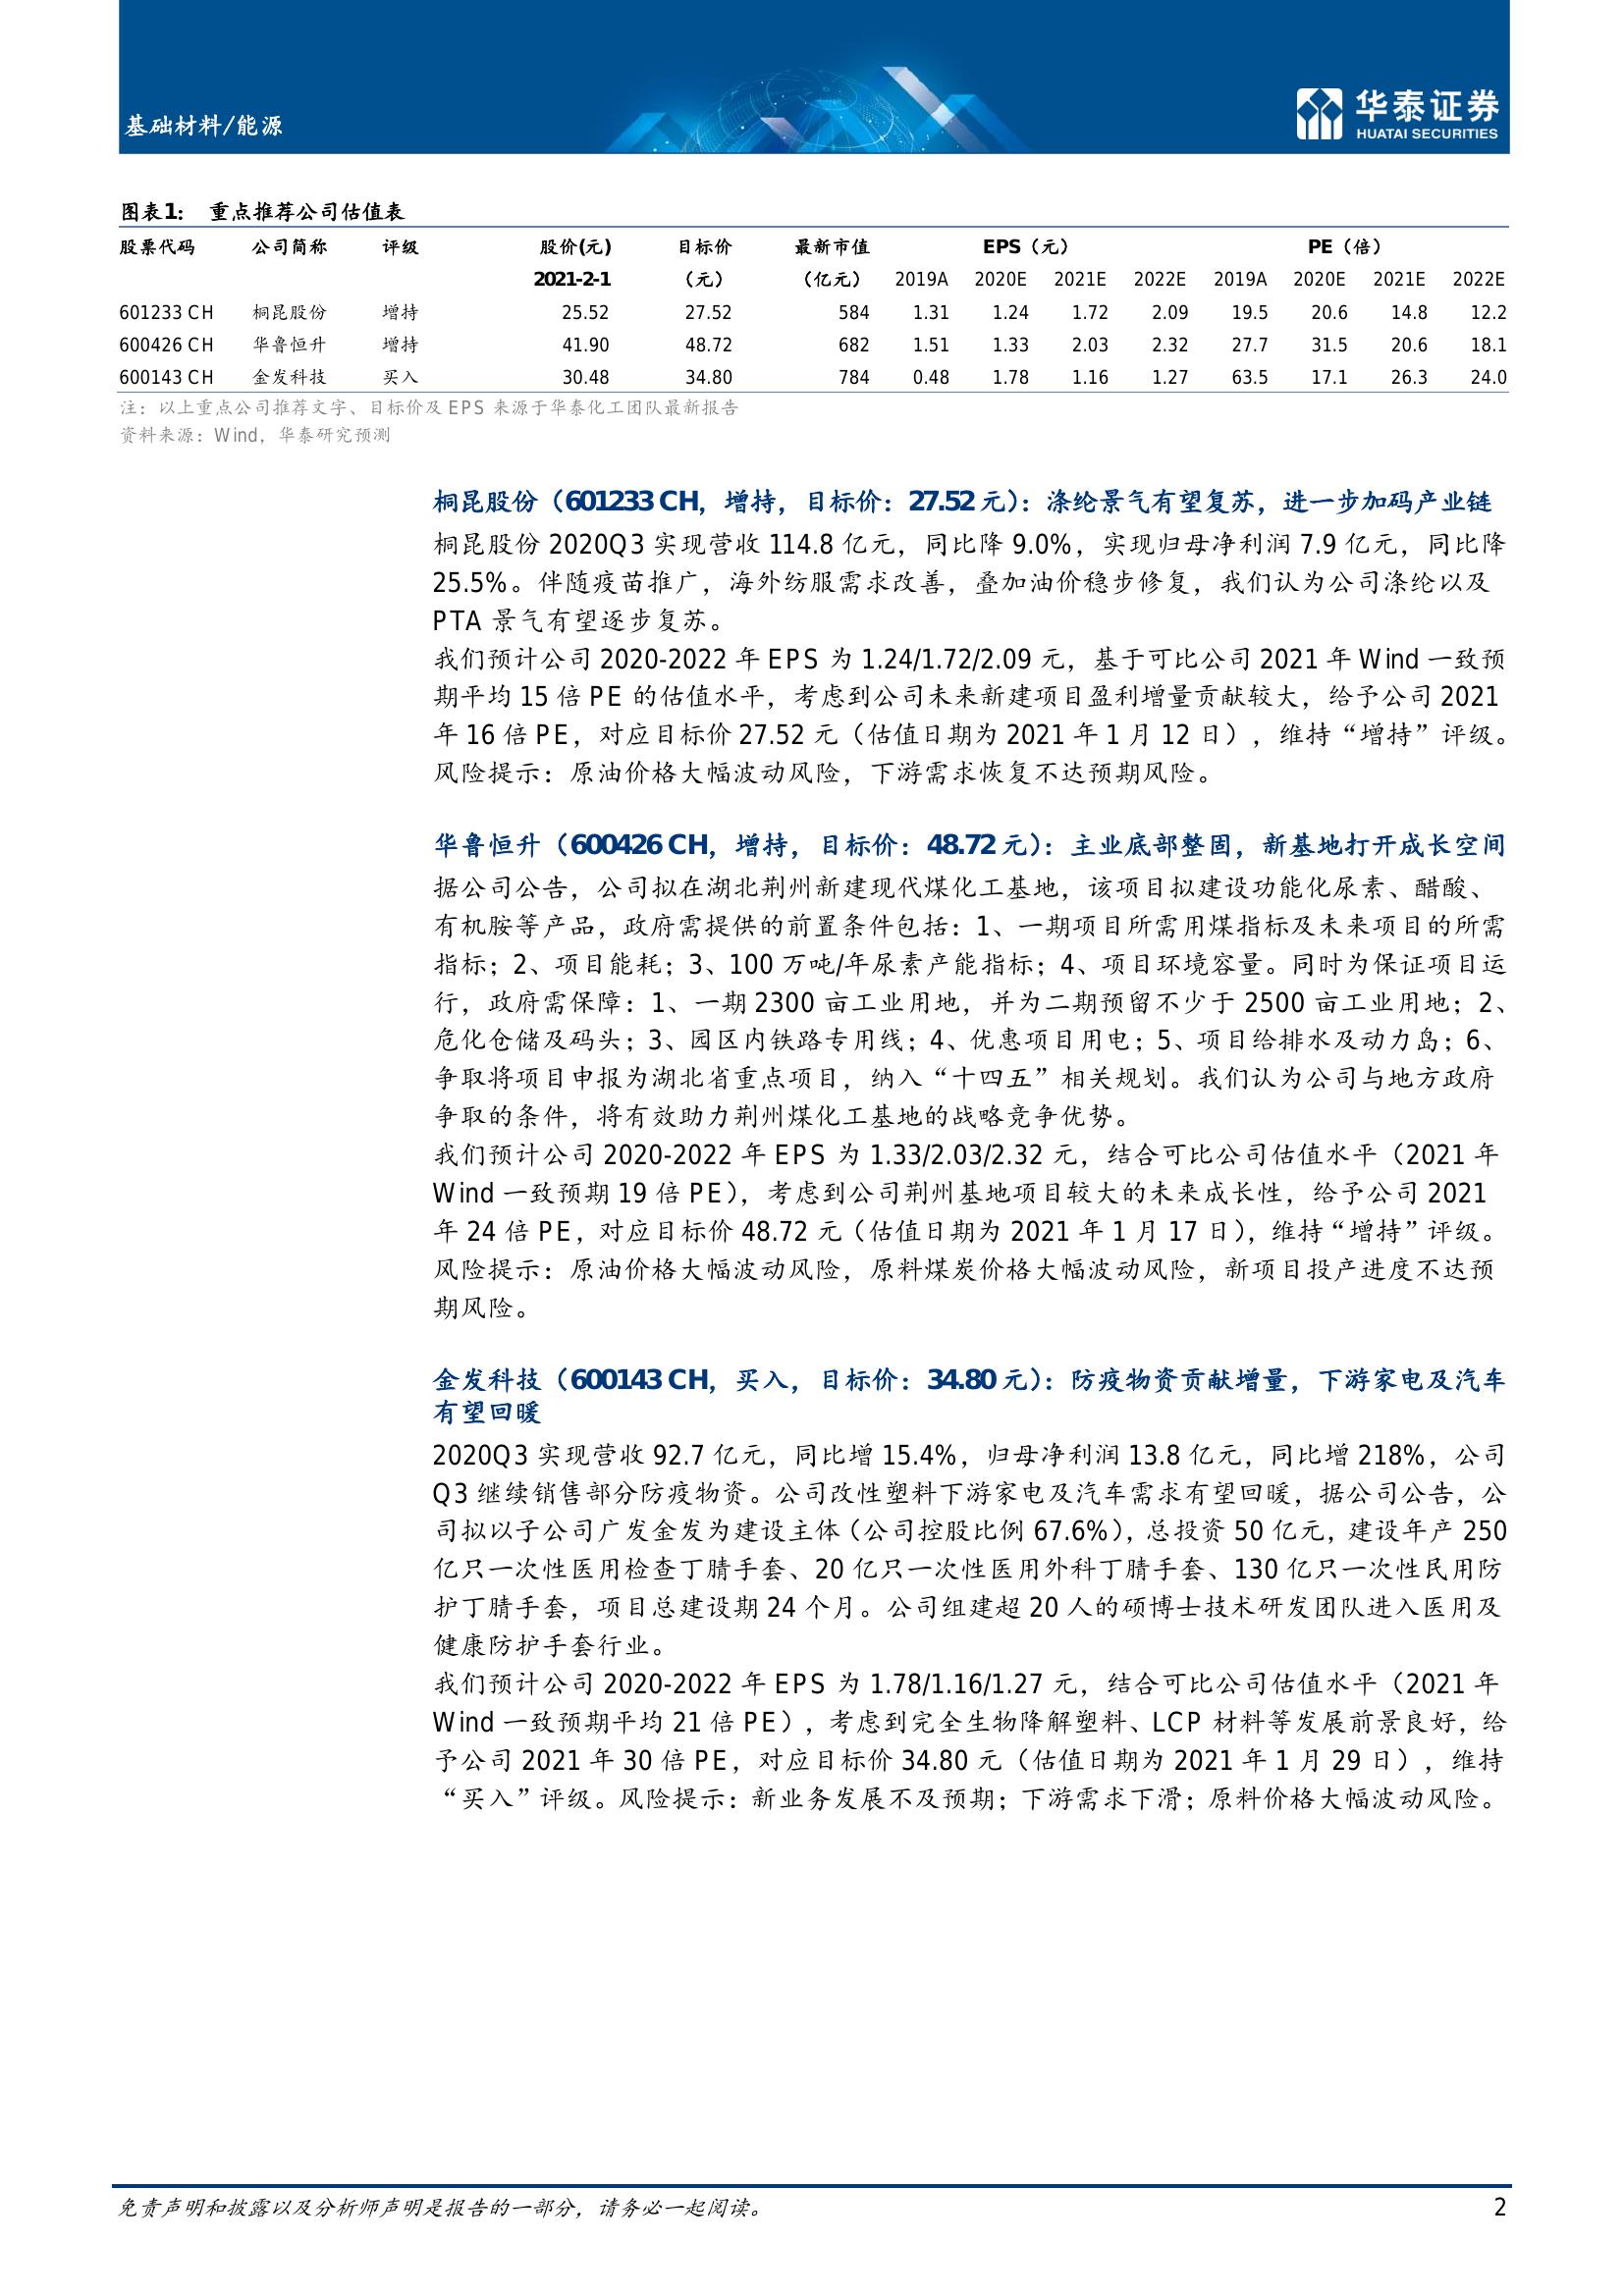 基础材料/能源
华泰证券
HUATAI SECURITIES
图表1： 重点推荐公司估值表
股票代码 公司简称 评级 股价(元) 目标价 最新市值 EPS（元） PE（倍）
2021-2-1 （元） （亿元） 2019A 2020E 2021E 2022E 2019A 2020E 2021E 2022E
601233 CH 桐昆股份 增持 25.52 27.52 584 1.31 1.24 1.72 2.09 19.5 20.6 14.8 12.2
600426 CH 华鲁恒升 增持 41.90 48.72 682 1.51 1.33 2.03 2.32 27.7 31.5 20.6 18.1
600143 CH 金发科技 买入 30.48 34.80 784 0.48 1.78 1.16 1.27 63.5 17.1 26.3 24.0
注：以上重点公司推荐文字、目标价及 EPS 来源于华泰化工团队最新报告
资料来源：Wind，华泰研究预测
桐昆股份（601233 CH，增持，目标价：27.52 元）：涤纶景气有望复苏，进一步加码产业链
桐昆股份 2020Q3 实现营收 114.8 亿元，同比降 9.0%，实现归母净利润 7.9 亿元，同比降
25.5%。伴随疫苗推广，海外纺服需求改善，叠加油价稳步修复，我们认为公司涤纶以及
PTA 景气有望逐步复苏。
我们预计公司 2020-2022 年 EPS 为 1.24/1.72/2.09 元，基于可比公司 2021 年 Wind 一致预
期平均 15 倍 PE 的估值水平，考虑到公司未来新建项目盈利增量贡献较大，给予公司 2021
年 16 倍 PE，对应目标价 27.52 元（估值日期为 2021 年 1 月 12 日），维持“增持”评级。
风险提示：原油价格大幅波动风险，下游需求恢复不达预期风险。
华鲁恒升（600426 CH，增持，目标价：48.72 元）：主业底部整固，新基地打开成长空间
据公司公告，公司拟在湖北荆州新建现代煤化工基地，该项目拟建设功能化尿素、醋酸、
有机胺等产品，政府需提供的前置条件包括：1、一期项目所需用煤指标及未来项目的所需
指标；2、项目能耗；3、100 万吨/年尿素产能指标；4、项目环境容量。同时为保证项目运
行，政府需保障：1、一期 2300 亩工业用地，并为二期预留不少于 2500 亩工业用地；2、
危化仓储及码头；3、园区内铁路专用线；4、优惠项目用电；5、项目给排水及动力岛；6、
争取将项目申报为湖北省重点项目，纳入“十四五”相关规划。我们认为公司与地方政府
争取的条件，将有效助力荆州煤化工基地的战略竞争优势。
我们预计公司 2020-2022 年 EPS 为 1.33/2.03/2.32 元，结合可比公司估值水平（2021 年
Wind 一致预期 19 倍 PE），考虑到公司荆州基地项目较大的未来成长性，给予公司 2021
年 24 倍 PE，对应目标价 48.72 元（估值日期为 2021 年 1 月 17 日），维持“增持”评级。
风险提示：原油价格大幅波动风险，原料煤炭价格大幅波动风险，新项目投产进度不达预
期风险。
金发科技（600143 CH，买入，目标价：34.80 元）：防疫物资贡献增量，下游家电及汽车
有望回暖
2020Q3 实现营收 92.7 亿元，同比增 15.4%，归母净利润 13.8 亿元，同比增 218%，公司
Q3 继续销售部分防疫物资。公司改性塑料下游家电及汽车需求有望回暖，据公司公告，公
司拟以子公司广发金发为建设主体（公司控股比例 67.6%），总投资 50 亿元，建设年产 250
亿只一次性医用检查丁腈手套、20 亿只一次性医用外科丁腈手套、130 亿只一次性民用防
护丁腈手套，项目总建设期 24 个月。公司组建超 20 人的硕博士技术研发团队进入医用及
健康防护手套行业。
我们预计公司 2020-2022 年 EPS 为 1.78/1.16/1.27 元，结合可比公司估值水平（2021 年
Wind 一致预期平均 21 倍 PE），考虑到完全生物降解塑料、LCP 材料等发展前景良好，给
予公司 2021 年 30 倍 PE，对应目标价 34.80 元（估值日期为 2021 年 1 月 29 日），维持
“买入”评级。风险提示：新业务发展不及预期；下游需求下滑；原料价格大幅波动风险。
免责声明和披露以及分析师声明是报告的一部分，请务必一起阅读。 2